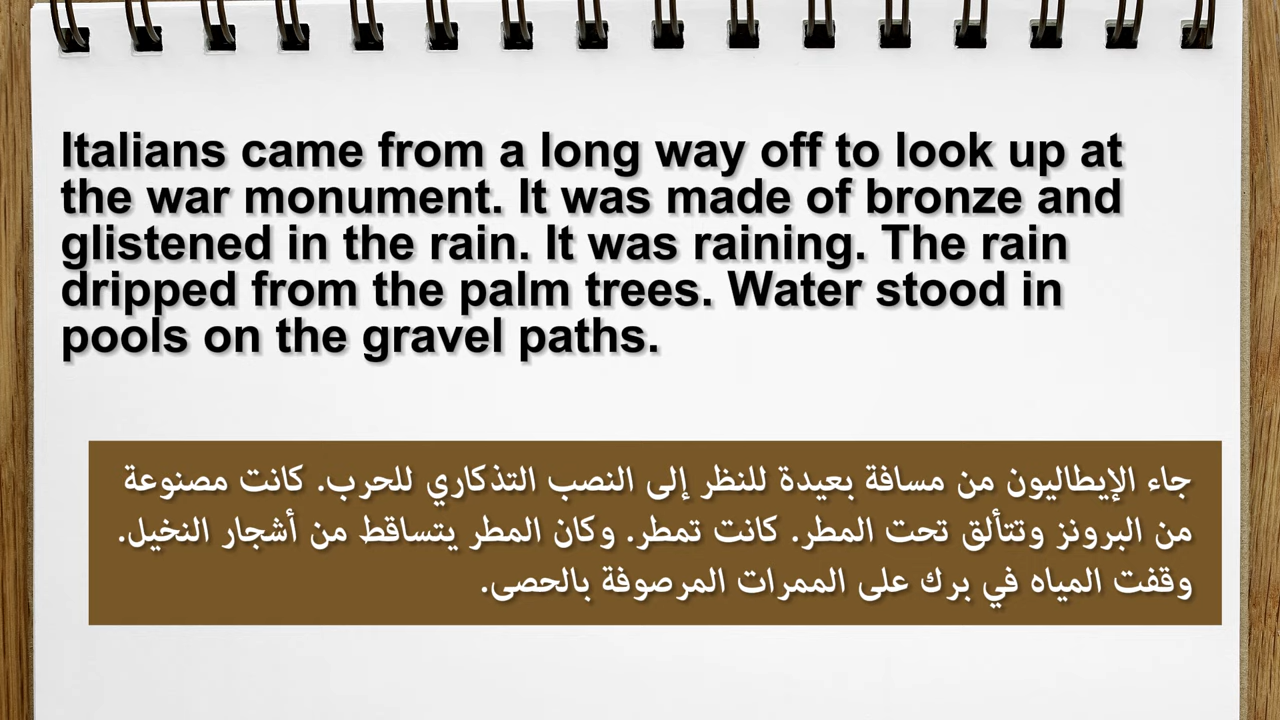 Italians came from a long way off to look up at
the war monument. It was made of bronze and
glistened in the rain. It was raining. The rain
dripped from the palm trees. Water stood in
pools on the gravel paths.
جاء الإيطاليون من مسافة بعيدة للنظر إلى النصب التذكاري للحرب. كانت مصنوعة
من البرونز وتتألق تحت المطر. كانت تمطر. وكان المطر يتساقط من أشجار النخيل.
وقفت المياه في برك على الممرات المرصوفة بالحصى.